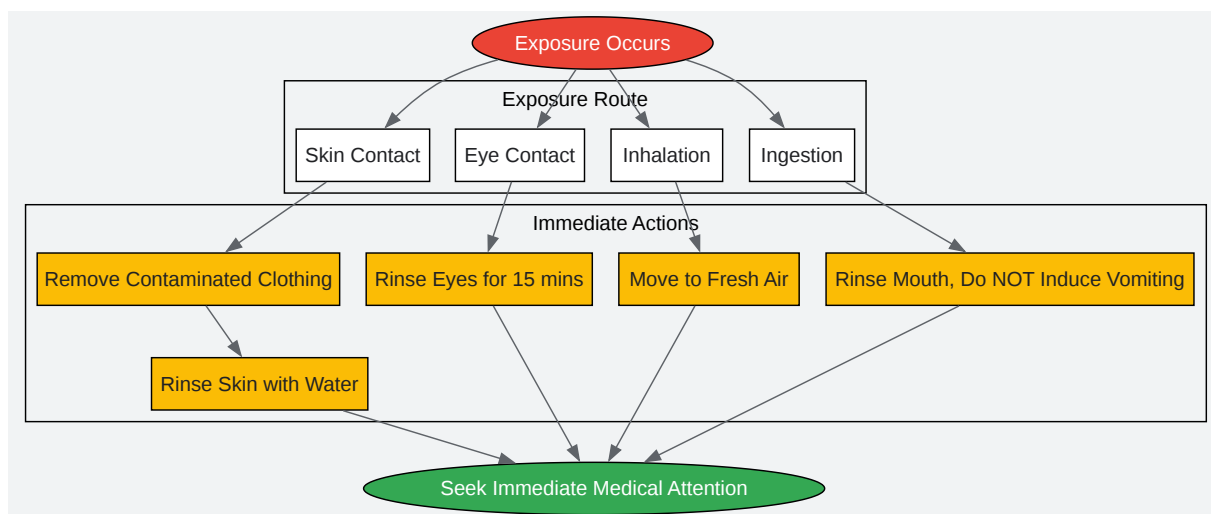 Exposure Occurs
Exposure Route
Skin Contact
Eye Contact
Inhalation
Ingestion
Immediate Actions
Remove Contaminated Clothing
Rinse Eyes for 15 mins
Move to Fresh Air
Rinse Mouth, Do NOT Induce Vomiting
Rinse Skin with Water
Seek Immediate Medical Attention